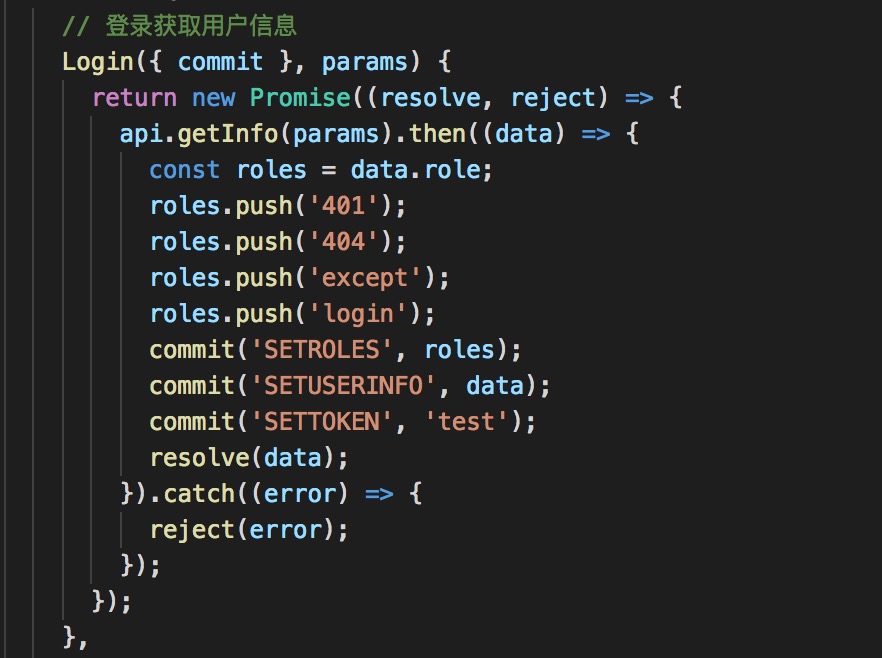 // 登录获取用户信息
Login({ commit }, params) {
return new Promise((resolve, reject) => {
api.getInfo(params).then((data) => {
const roles = data.role;
roles.push('401');
roles.push('404');
roles.push('except');
roles.push('login');
commit('SETROLES', roles);
commit('SETUSERINFO', data);
commit('SETTOKEN', 'test');
resolve(data);
}).catch((error) => {
reject(error);
});
});
},